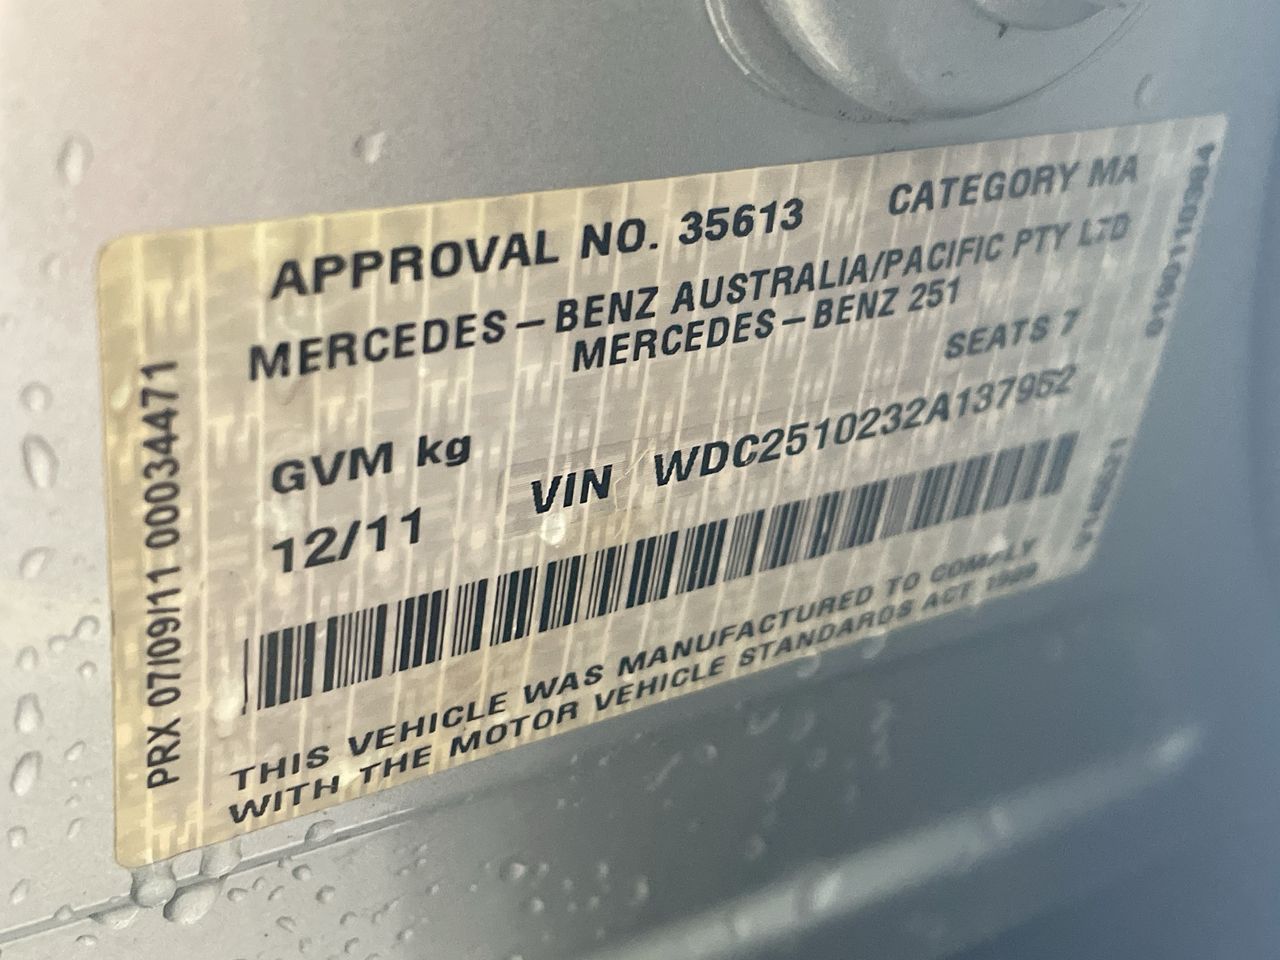 APPROVAL NO. 35613 CATEGORY MA
MERCEDES-BENZ AUSTRALIA/PACIFIC PTY LTD
MERCEDES-BENZ 251
SEATS 7
GVM kg
VIN WDC2510232A137952
12/11
THIS VEHICLE WAS MANUFACTURED TO COMPLY
WITH THE MOTOR VEHICLE STANDARDS ACT 1989
PRX 07/09/11 00034471